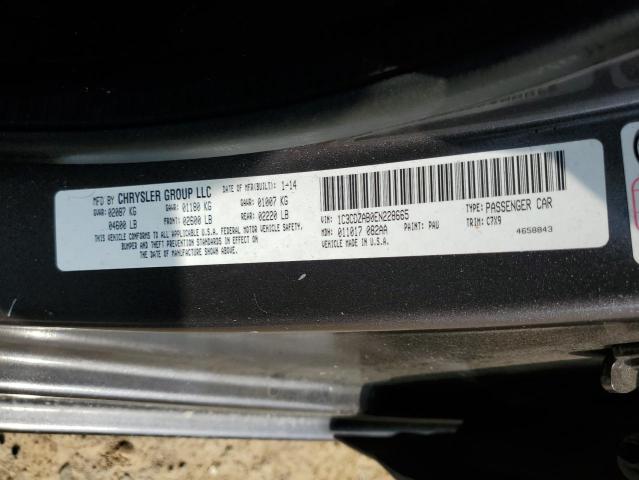 MFD BY CHRYSLER GROUP LLC
DATE OF MFR(BUILT): 1-14
GVWR: 02087 KG GAWR: 01180 KG GAWR: 01007 KG
04600 LB FRONT: 02600 LB REAR: 02220 LB
THIS VEHICLE CONFORMS TO ALL APPLICABLE U.S.A. FEDERAL MOTOR VEHICLE SAFETY,
BUMPER AND THEFT PREVENTION STANDARDS IN EFFECT ON
THE DATE OF MANUFACTURE SHOWN ABOVE.
VIN: 1C3CDZAB0EN228665 TYPE: PASSENGER CAR
MDH: 011017 082AA PAINT: PAU TRIM: C7X9
VEHICLE MADE IN U.S.A. 4658843